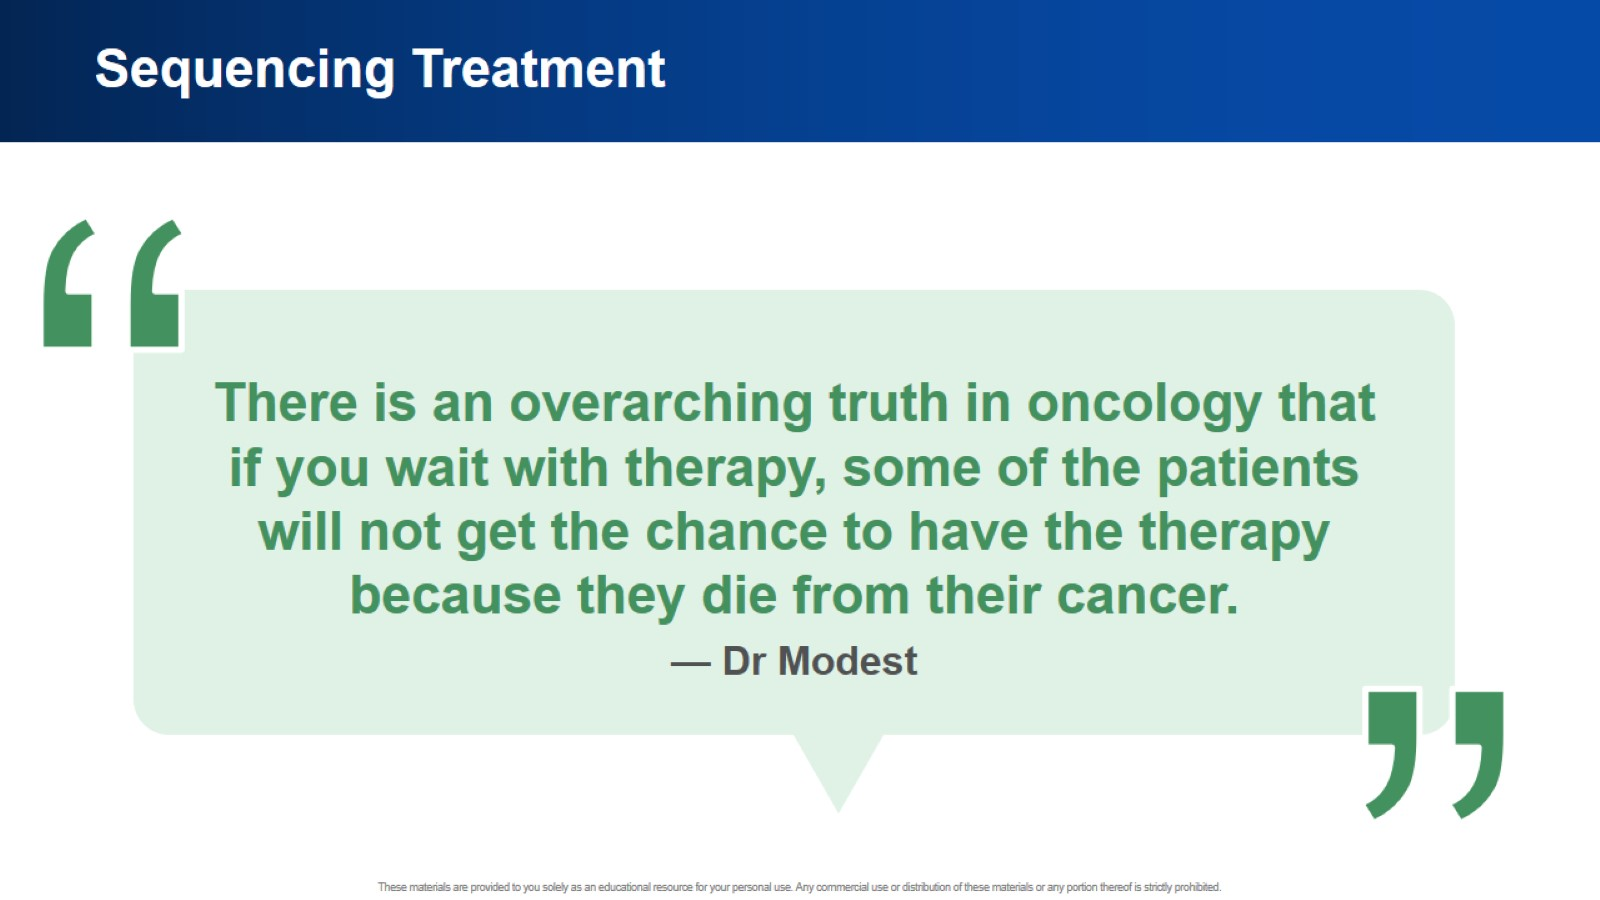 Sequencing Treatment
There is an overarching truth in oncology that
if you wait with therapy, some of the patients
will not get the chance to have the therapy
because they die from their cancer.
— Dr Modest
These materials are provided to you solely as an educational resource for your personal use. Any commercial use or distribution of these materials or any portion thereof is strictly prohibited.